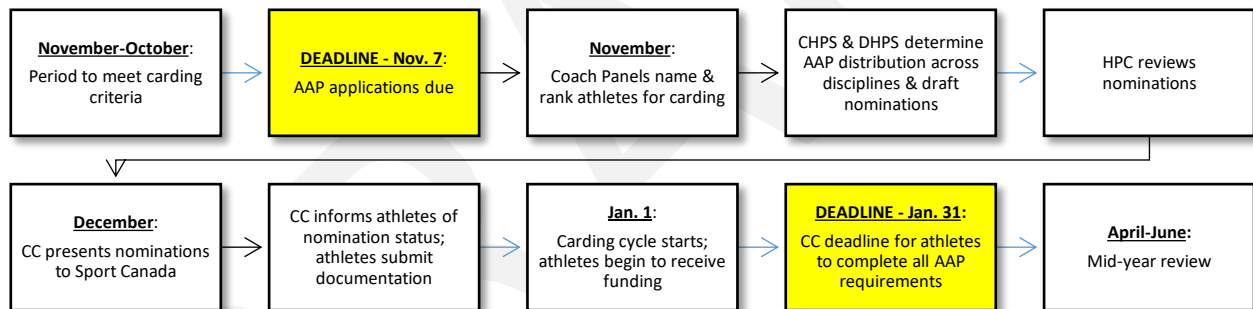 November-October:
Period to meet carding
criteria
DEADLINE - Nov. 7:
AAP applications due
November:
Coach Panels name &
rank athletes for carding
CHPS & DHPS determine
AAP distribution across
disciplines & draft
nominations
HPC reviews
nominations
December:
CC presents nominations
to Sport Canada
CC informs athletes of
nomination status;
athletes submit
documentation
Jan. 1:
Carding cycle starts;
athletes begin to receive
funding
DEADLINE - Jan. 31:
CC deadline for athletes
to complete all AAP
requirements
April-June:
Mid-year review